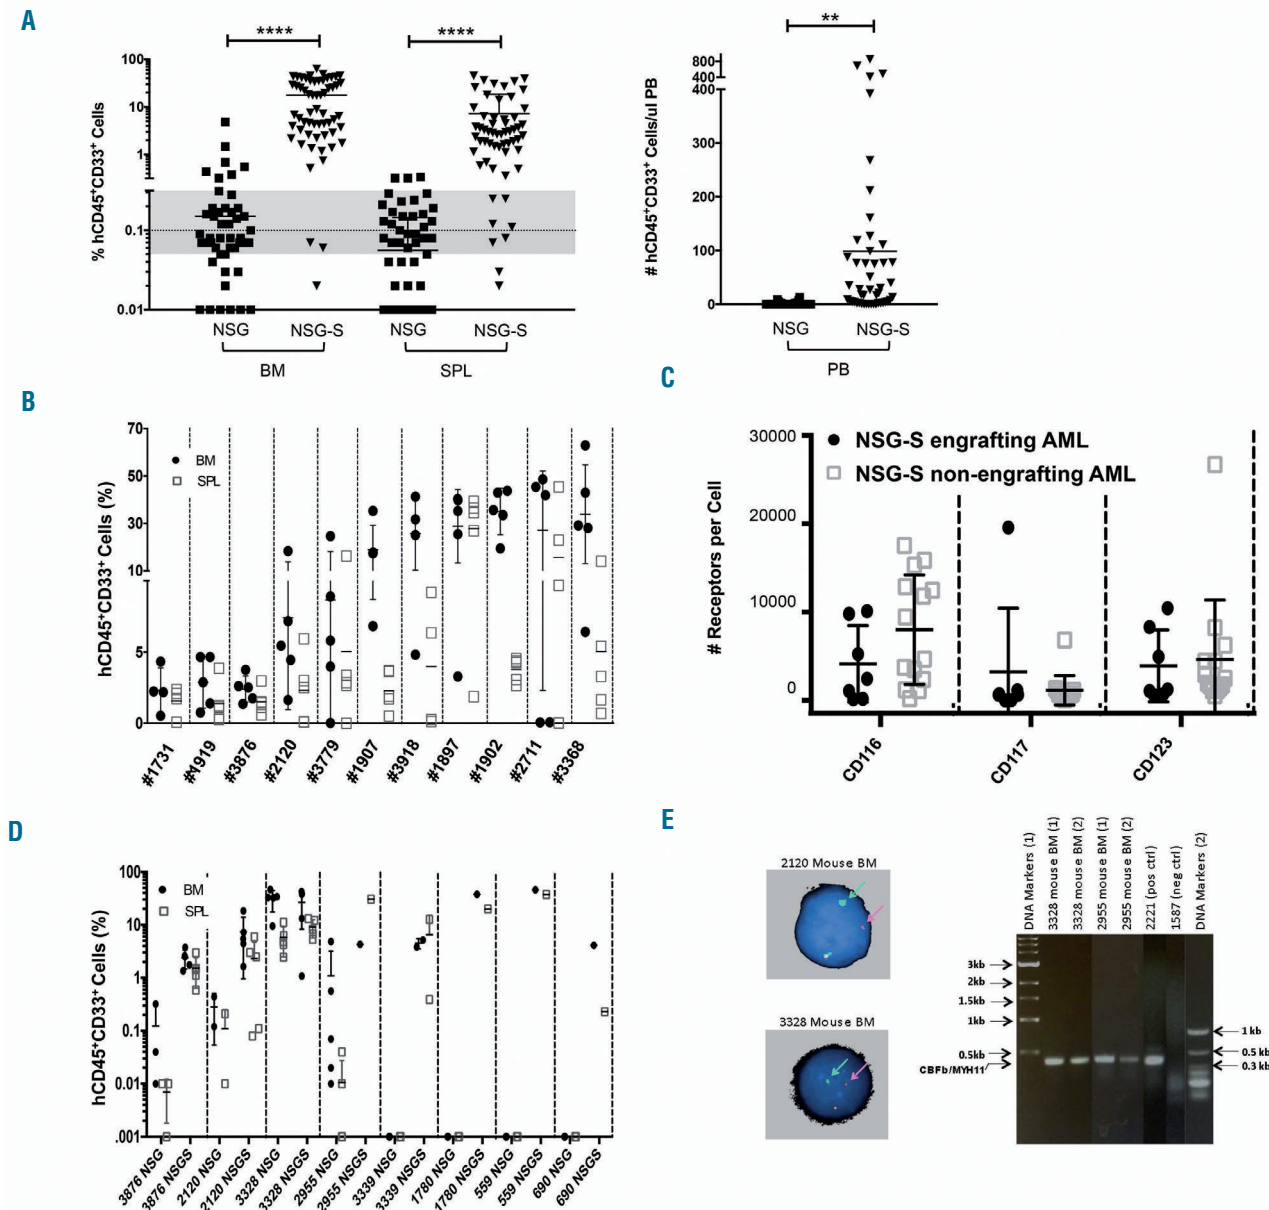 A
****
****
**
% hCD45+CD33+ Cells
100
10
1
0.1
0.01
NSG
NSG-S
NSG
NSG-S
BM
SPL
# hCD45+CD33+ Cells/ul PB
800
400
400
300
200
100
0
NSG
NSG-S
PB
B
hCD45+CD33+ Cells (%)
70
50
30
10
5
0
BM
SPL
#1731
#1919
#3876
#2120
#3779
#1907
#3918
#1897
#1902
#2711
#3368
C
# Receptors per Cell
30000
20000
10000
0
NSG-S engrafting AML
NSG-S non-engrafting AML
CD116
CD117
CD123
D
hCD45+CD33+ Cells (%)
100
10
1
0.1
0.01
.001
BM
SPL
3876 NSG
3876 NSGS
2120 NSG
2120 NSGS
3328 NSG
3328 NSGS
2955 NSG
2955 NSGS
3339 NSG
3339 NSGS
1780 NSG
1780 NSGS
559 NSG
559 NSGS
690 NSG
690 NSGS
E
2120 Mouse BM
3328 Mouse BM
DNA Markers (1)
3328 mouse BM (1)
3328 mouse BM (2)
2955 mouse BM (1)
2955 mouse BM (2)
2221 (pos ctrl)
1587 (neg ctrl)
DNA Markers (2)
3kb
2kb
1.5kb
1kb
0.5kb
CBFb/MYH11
1 kb
0.5 kb
0.3 kb